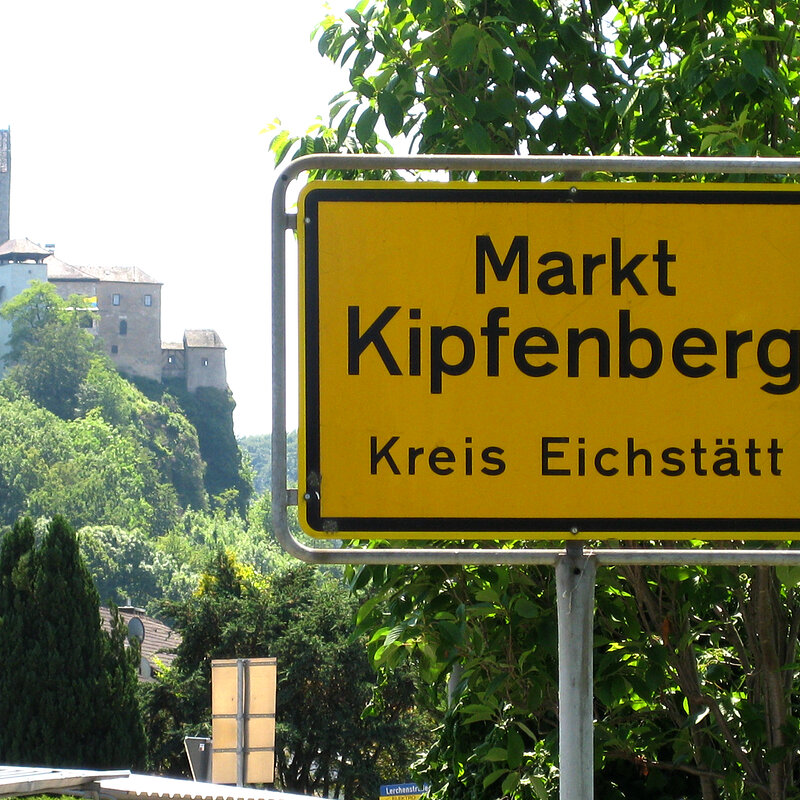 Markt
Kipfenberg
Kreis Eichstätt